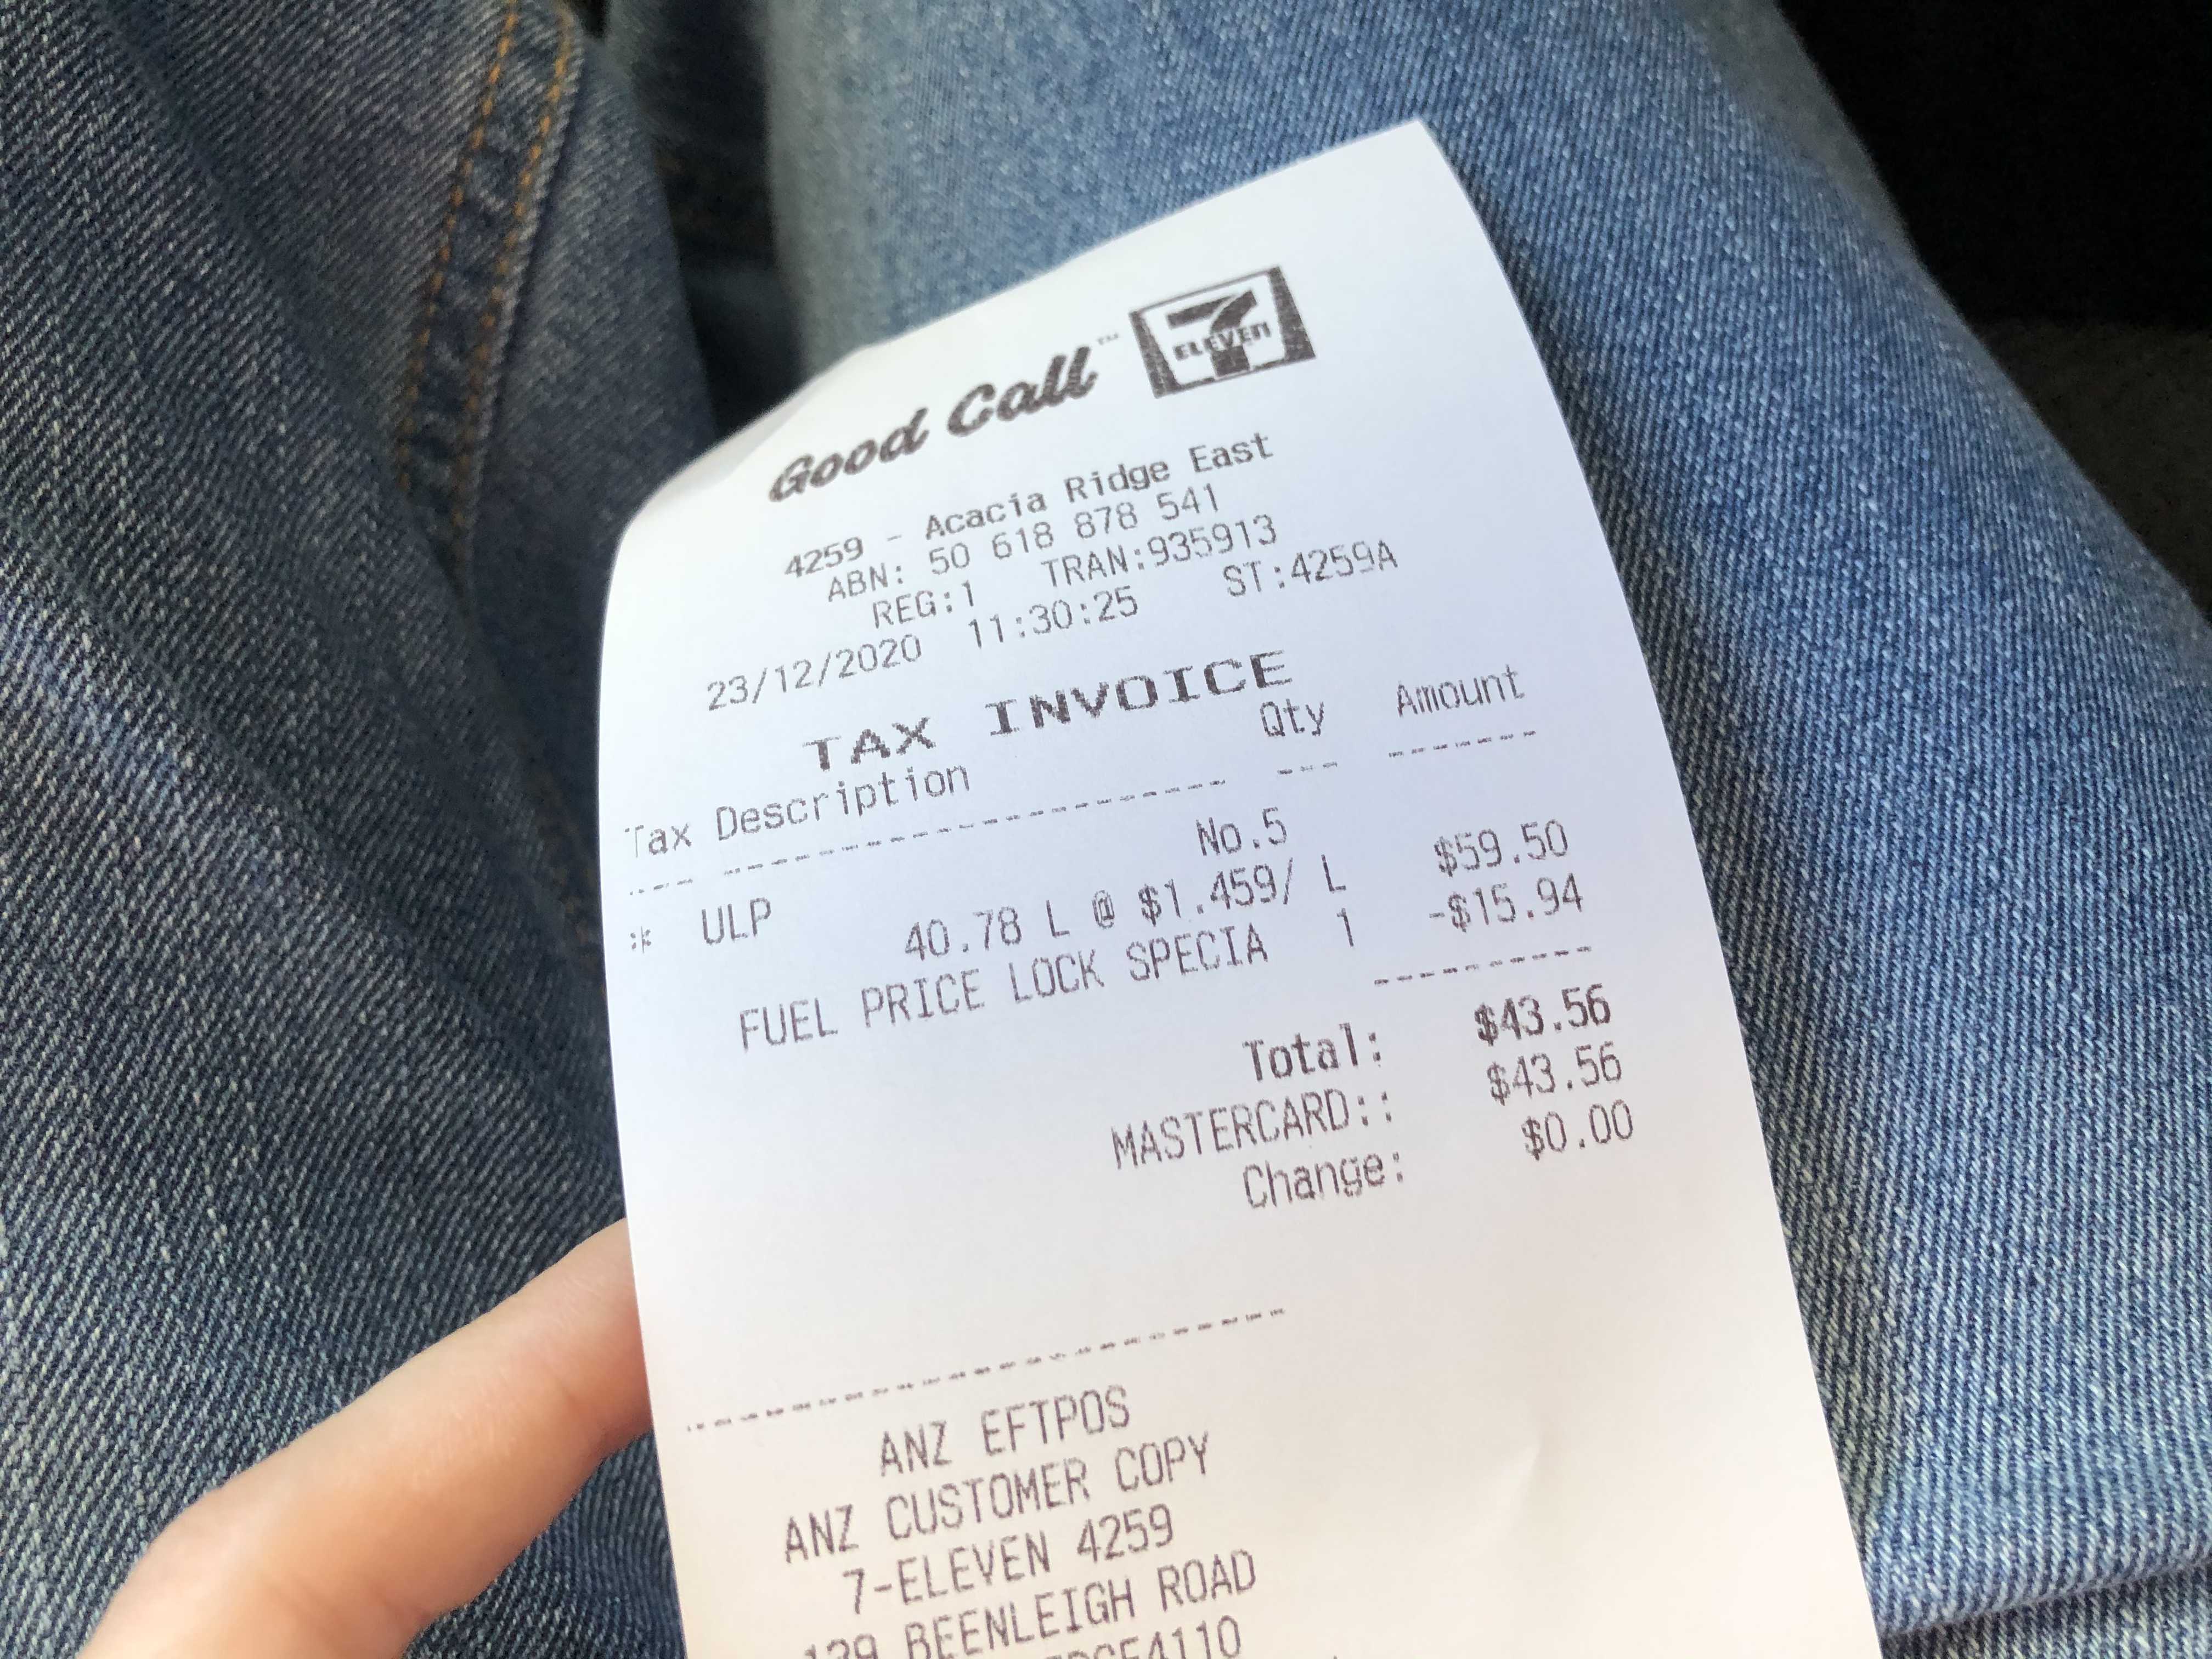 Good Call™ 7 ELEVEN
4259 - Acacia Ridge East
ABN: 50 618 878 541
REG:1 TRAN:935913
23/12/2020 11:30:25 ST:4259A
TAX INVOICE
Tax Description Qty Amount
No.5
* ULP 40.78 L @ $1.459/ L $59.50
FUEL PRICE LOCK SPECIA 1 -$15.94
Total: $43.56
MASTERCARD:: $43.56
Change: $0.00
ANZ EFTPOS
ANZ CUSTOMER COPY
7-ELEVEN 4259
BEENLEIGH ROAD